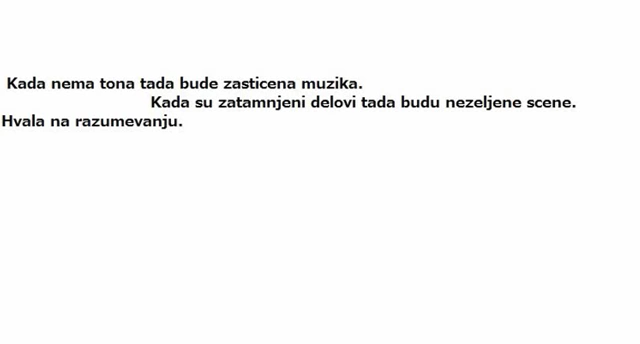 Kada nema tona tada bude zasticena muzika.
Kada su zatamnjeni delovi tada budu nezeljene scene.
Hvala na razumevanju.